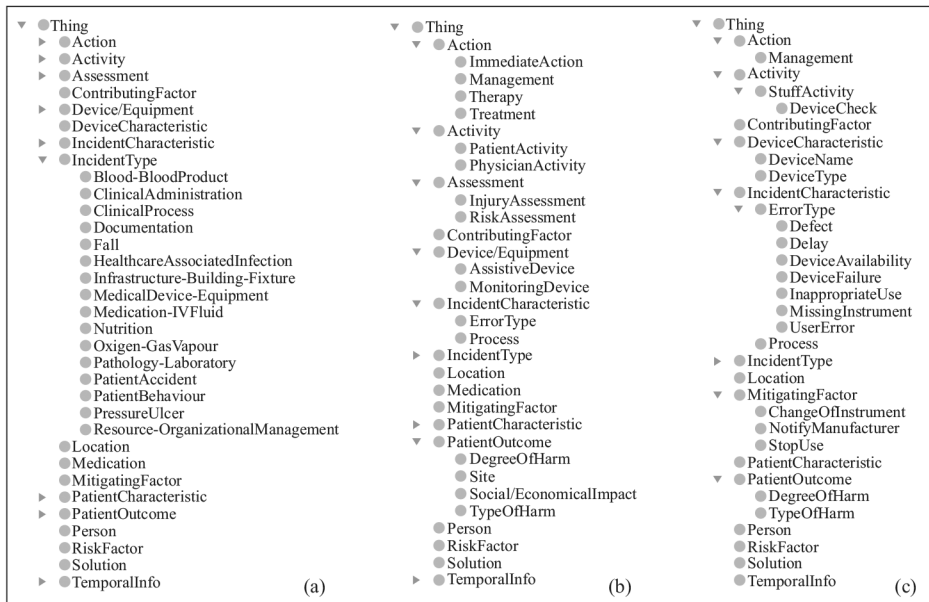 Thing
Action
Activity
Assessment
ContributingFactor
Device/Equipment
DeviceCharacteristic
IncidentCharacteristic
IncidentType
Blood-BloodProduct
ClinicalAdministration
ClinicalProcess
Documentation
Fall
HealthcareAssociatedInfection
Infrastructure-Building-Fixture
MedicalDevice-Equipment
Medication-IVFluid
Nutrition
Oxigen-GasVapour
Pathology-Laboratory
PatientAccident
PatientBehaviour
PressureUlcer
Resource-OrganizationalManagement
Location
Medication
MitigatingFactor
PatientCharacteristic
PatientOutcome
Person
RiskFactor
Solution
TemporalInfo
(a)
Thing
Action
ImmediateAction
Management
Therapy
Treatment
Activity
PatientActivity
PhysicianActivity
Assessment
InjuryAssessment
RiskAssessment
ContributingFactor
Device/Equipment
AssistiveDevice
MonitoringDevice
IncidentCharacteristic
ErrorType
Process
IncidentType
Location
Medication
MitigatingFactor
PatientCharacteristic
PatientOutcome
DegreeOfHarm
Site
Social/EconomicalImpact
TypeOfHarm
Person
RiskFactor
Solution
TemporalInfo
(b)
Thing
Action
Management
Activity
StuffActivity
DeviceCheck
ContributingFactor
DeviceCharacteristic
DeviceName
DeviceType
IncidentCharacteristic
ErrorType
Defect
Delay
DeviceAvailability
DeviceFailure
InappropriateUse
MissingInstrument
UserError
Process
IncidentType
Location
MitigatingFactor
ChangeOfInstrument
NotifyManufacturer
StopUse
PatientCharacteristic
PatientOutcome
DegreeOfHarm
TypeOfHarm
Person
RiskFactor
Solution
TemporalInfo
(c)